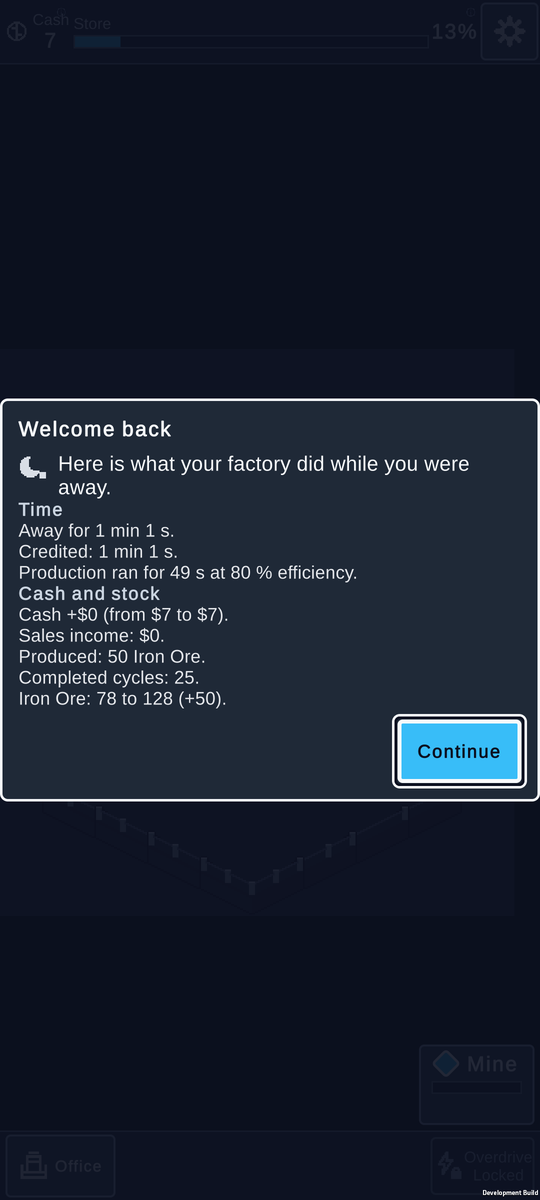 Cash Store
7
13%
Welcome back
Here is what your factory did while you were
away.
Time
Away for 1 min 1 s.
Credited: 1 min 1 s.
Production ran for 49 s at 80 % efficiency.
Cash and stock
Cash +$0 (from $7 to $7).
Sales income: $0.
Produced: 50 Iron Ore.
Completed cycles: 25.
Iron Ore: 78 to 128 (+50).
Continue
Mine
Office
Overdrive
Locked
Development Build